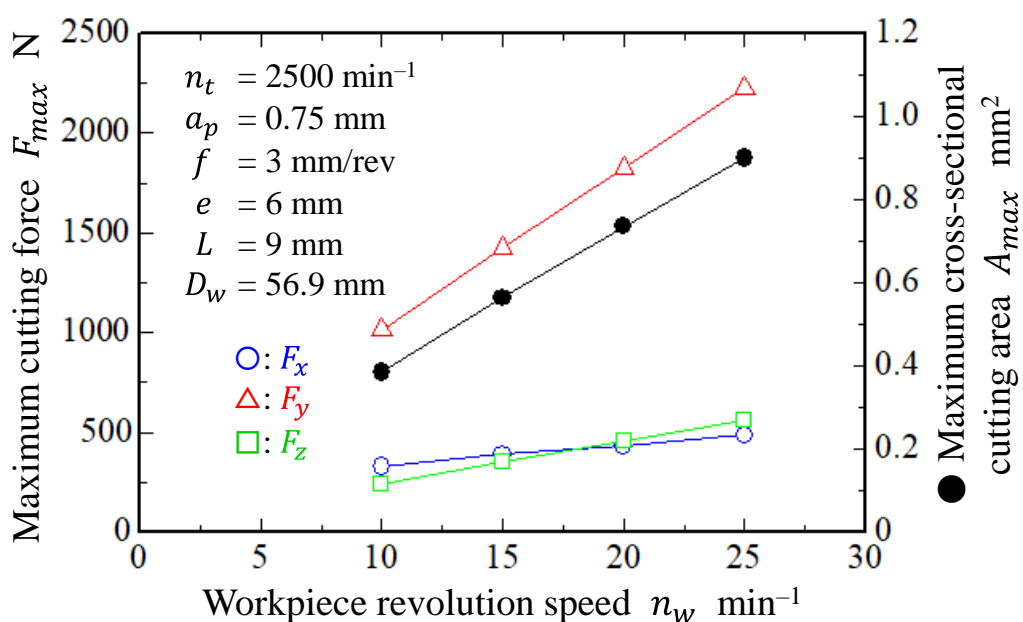 Maximum cutting force F_max N
2500
2000
1500
1000
500
0
n_t = 2500 min⁻¹
a_p = 0.75 mm
f = 3 mm/rev
e = 6 mm
L = 9 mm
D_w = 56.9 mm
○: F_x
△: F_y
□: F_z
1.2
1.0
0.8
0.6
0.4
0.2
0
● Maximum cross-sectional
cutting area A_max mm²
0 5 10 15 20 25 30
Workpiece revolution speed n_w min⁻¹